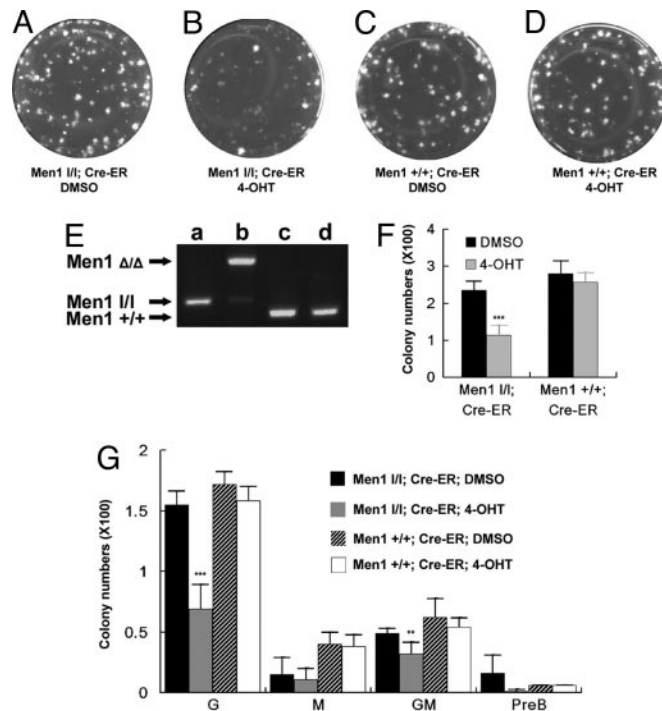 A
B
C
D
Men1 l/l; Cre-ER
DMSO
Men1 l/l; Cre-ER
4-OHT
Men1 +/+; Cre-ER
DMSO
Men1 +/+; Cre-ER
4-OHT
E
a b c d
Men1 Δ/Δ
Men1 l/l
Men1 +/+
F
Colony numbers (X100)
4
3
2
1
0
DMSO
4-OHT
***
Men1 l/l;
Cre-ER
Men1 +/+;
Cre-ER
G
Colony numbers (X100)
2
1.5
1
0.5
0
Men1 l/l; Cre-ER; DMSO
Men1 l/l; Cre-ER; 4-OHT
Men1 +/+; Cre-ER; DMSO
Men1 +/+; Cre-ER; 4-OHT
***
**
G M GM PreB